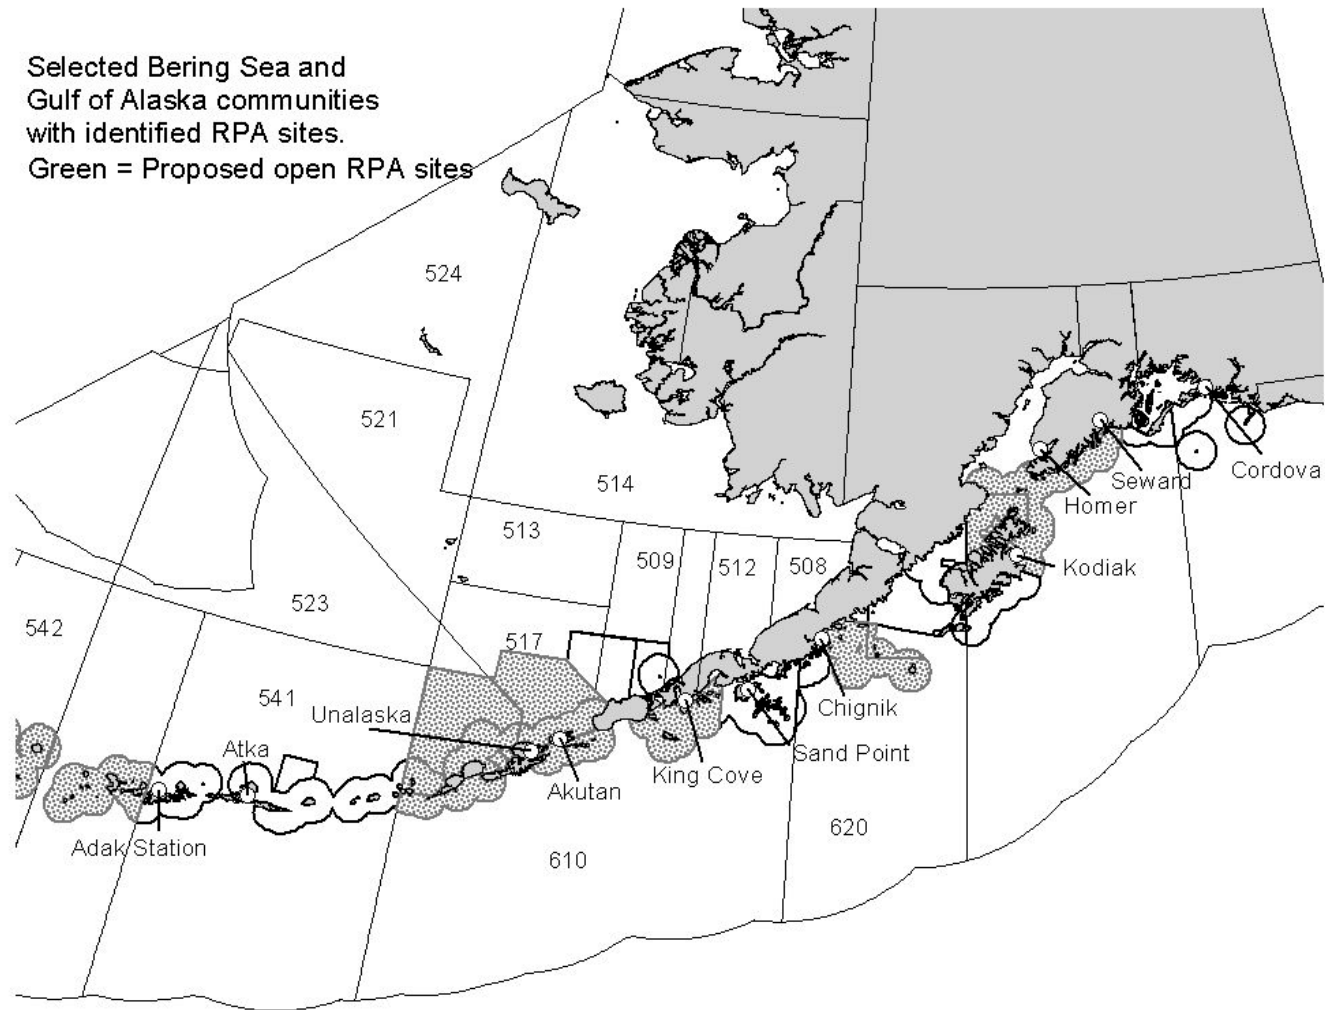 Selected Bering Sea and
Gulf of Alaska communities
with identified RPA sites.
Green = Proposed open RPA sites
524
521
514
513
509
512
508
523
542
517
541
Unalaska
Atka
Adak Station
Akutan
King Cove
Sand Point
Chignik
Kodiak
Homer
Seward
Cordova
610
620